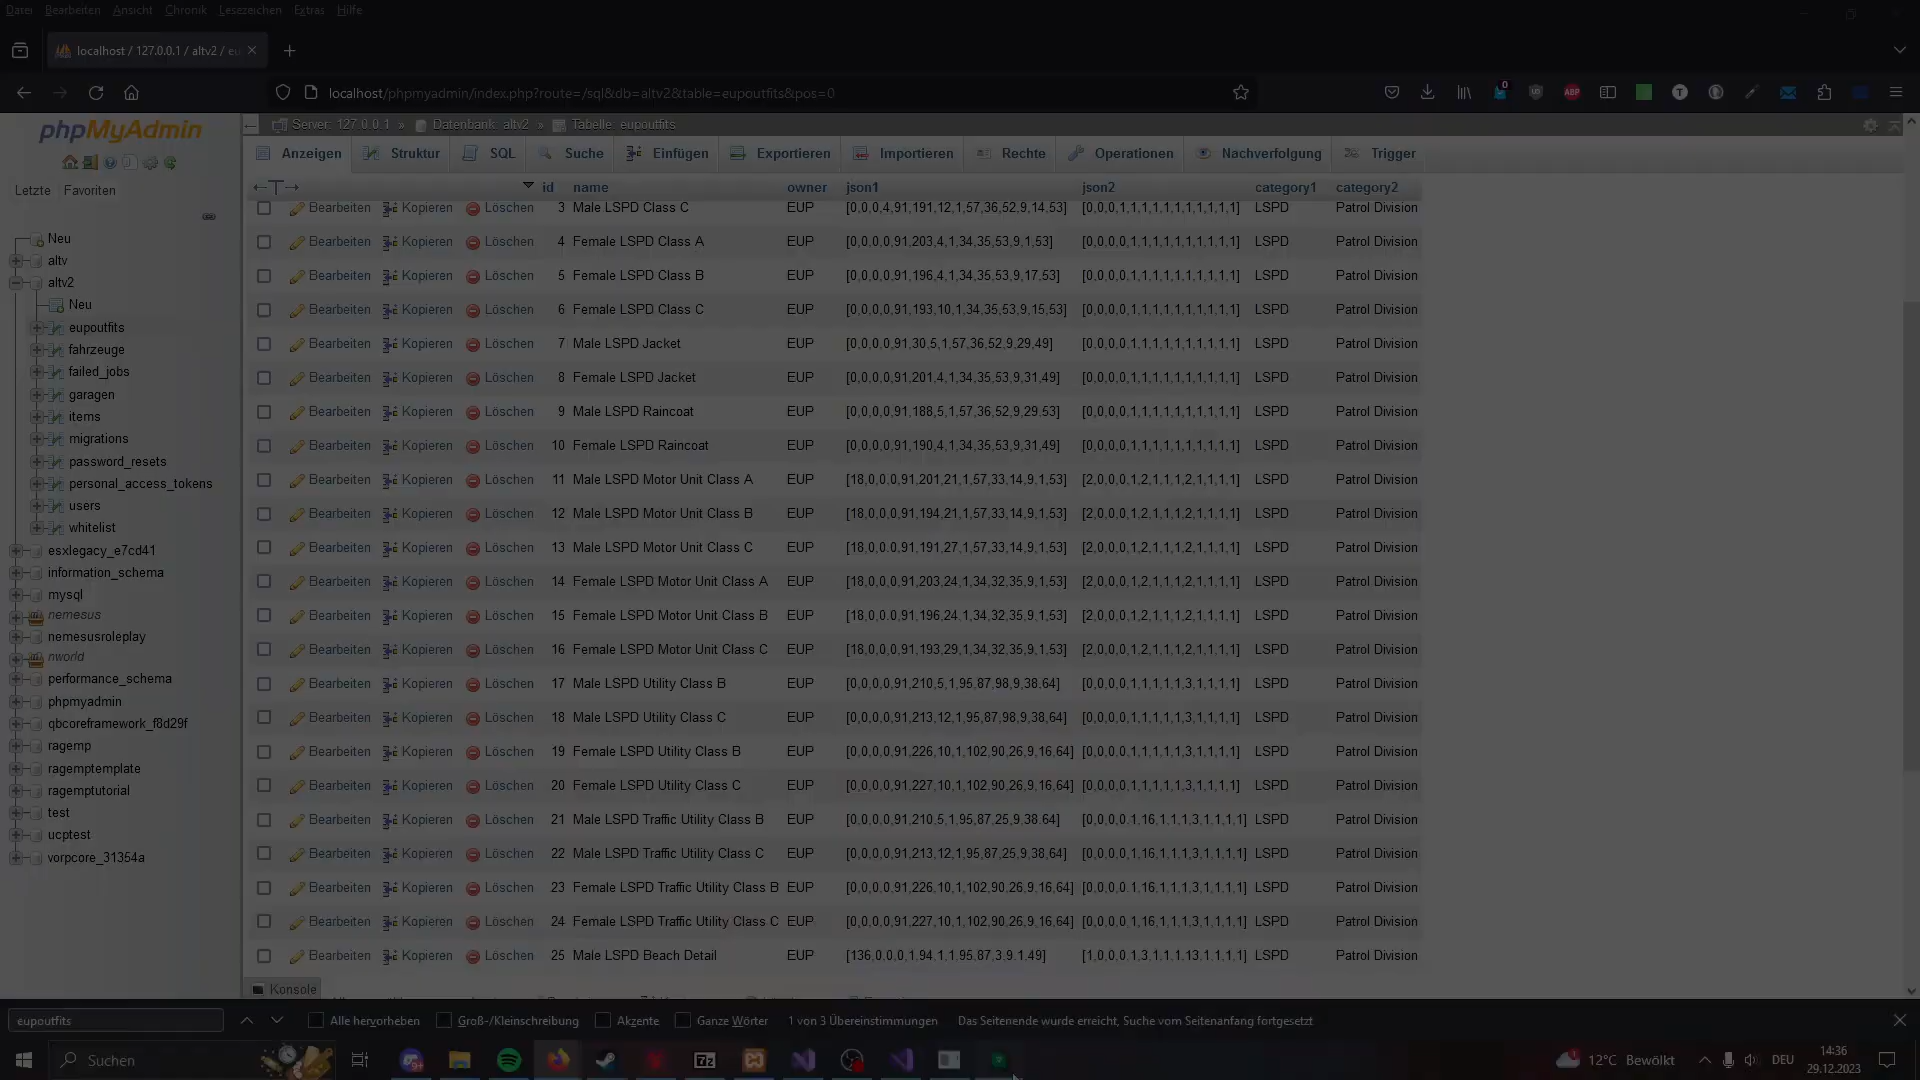 Datei Bearbeiten Ansicht Chronik Lesezeichen Extras Hilfe
localhost / 127.0.0.1 / altv2 / eu
localhost/phpmyadmin/index.php?route=/sql&db=altv2&table=eupoutfits&pos=0
0
ABP
T
phpMyAdmin
Letzte Favoriten
Neu
altv
altv2
Neu
eupoutfits
fahrzeuge
failed_jobs
garagen
items
migrations
password_resets
personal_access_tokens
users
whitelist
esxlegacy_e7cd41
information_schema
mysql
nemesus
nemesusroleplay
nworld
performance_schema
phpmyadmin
qbcoreframework_f8d29f
ragemp
ragemptemplate
ragemptutorial
test
ucptest
vorpcore_31354a
Server: 127.0.0.1 » Datenbank: altv2 » Tabelle: eupoutfits
Anzeigen Struktur SQL Suche Einfügen Exportieren Importieren Rechte Operationen Nachverfolgung Trigger
←T→ id name owner json1 json2 category1 category2
Bearbeiten Kopieren Löschen 3 Male LSPD Class C EUP [0,0,0,4,91,191,12,1,57,36,52,9,14,53] [0,0,0,1,1,1,1,1,1,1,1,1,1,1] LSPD Patrol Division
Bearbeiten Kopieren Löschen 4 Female LSPD Class A EUP [0,0,0,0,91,203,4,1,34,35,53,9,1,53] [0,0,0,0,1,1,1,1,1,1,1,1,1,1] LSPD Patrol Division
Bearbeiten Kopieren Löschen 5 Female LSPD Class B EUP [0,0,0,0,91,196,4,1,34,35,53,9,17,53] [0,0,0,0,1,1,1,1,1,1,1,1,1,1] LSPD Patrol Division
Bearbeiten Kopieren Löschen 6 Female LSPD Class C EUP [0,0,0,0,91,193,10,1,34,35,53,9,15,53] [0,0,0,0,1,1,1,1,1,1,1,1,1,1] LSPD Patrol Division
Bearbeiten Kopieren Löschen 7 Male LSPD Jacket EUP [0,0,0,0,91,30,5,1,57,36,52,9,29,49] [0,0,0,0,1,1,1,1,1,1,1,1,1,1] LSPD Patrol Division
Bearbeiten Kopieren Löschen 8 Female LSPD Jacket EUP [0,0,0,0,91,201,4,1,34,35,53,9,31,49] [0,0,0,0,1,1,1,1,1,1,1,1,1,1] LSPD Patrol Division
Bearbeiten Kopieren Löschen 9 Male LSPD Raincoat EUP [0,0,0,0,91,188,5,1,57,36,52,9,29,53] [0,0,0,0,1,1,1,1,1,1,1,1,1,1] LSPD Patrol Division
Bearbeiten Kopieren Löschen 10 Female LSPD Raincoat EUP [0,0,0,0,91,190,4,1,34,35,53,9,31,49] [0,0,0,0,1,1,1,1,1,1,1,1,1,1] LSPD Patrol Division
Bearbeiten Kopieren Löschen 11 Male LSPD Motor Unit Class A EUP [18,0,0,0,91,201,21,1,57,33,14,9,1,53] [2,0,0,0,1,2,1,1,1,2,1,1,1,1] LSPD Patrol Division
Bearbeiten Kopieren Löschen 12 Male LSPD Motor Unit Class B EUP [18,0,0,0,91,194,21,1,57,33,14,9,1,53] [2,0,0,0,1,2,1,1,1,2,1,1,1,1] LSPD Patrol Division
Bearbeiten Kopieren Löschen 13 Male LSPD Motor Unit Class C EUP [18,0,0,0,91,191,27,1,57,33,14,9,1,53] [2,0,0,0,1,2,1,1,1,2,1,1,1,1] LSPD Patrol Division
Bearbeiten Kopieren Löschen 14 Female LSPD Motor Unit Class A EUP [18,0,0,0,91,203,24,1,34,32,35,9,1,53] [2,0,0,0,1,2,1,1,1,2,1,1,1,1] LSPD Patrol Division
Bearbeiten Kopieren Löschen 15 Female LSPD Motor Unit Class B EUP [18,0,0,0,91,196,24,1,34,32,35,9,1,53] [2,0,0,0,1,2,1,1,1,2,1,1,1,1] LSPD Patrol Division
Bearbeiten Kopieren Löschen 16 Female LSPD Motor Unit Class C EUP [18,0,0,0,91,193,29,1,34,32,35,9,1,53] [2,0,0,0,1,2,1,1,1,2,1,1,1,1] LSPD Patrol Division
Bearbeiten Kopieren Löschen 17 Male LSPD Utility Class B EUP [0,0,0,0,91,210,5,1,95,87,98,9,38,64] [0,0,0,0,1,1,1,1,1,3,1,1,1,1] LSPD Patrol Division
Bearbeiten Kopieren Löschen 18 Male LSPD Utility Class C EUP [0,0,0,0,91,213,12,1,95,87,98,9,38,64] [0,0,0,0,1,1,1,1,1,3,1,1,1,1] LSPD Patrol Division
Bearbeiten Kopieren Löschen 19 Female LSPD Utility Class B EUP [0,0,0,0,91,226,10,1,102,90,26,9,16,64] [0,0,0,0,1,1,1,1,1,3,1,1,1,1] LSPD Patrol Division
Bearbeiten Kopieren Löschen 20 Female LSPD Utility Class C EUP [0,0,0,0,91,227,10,1,102,90,26,9,16,64] [0,0,0,0,1,1,1,1,1,3,1,1,1,1] LSPD Patrol Division
Bearbeiten Kopieren Löschen 21 Male LSPD Traffic Utility Class B EUP [0,0,0,0,91,210,5,1,95,87,25,9,38,64] [0,0,0,0,1,16,1,1,1,3,1,1,1,1] LSPD Patrol Division
Bearbeiten Kopieren Löschen 22 Male LSPD Traffic Utility Class C EUP [0,0,0,0,91,213,12,1,95,87,25,9,38,64] [0,0,0,0,1,16,1,1,1,3,1,1,1,1] LSPD Patrol Division
Bearbeiten Kopieren Löschen 23 Female LSPD Traffic Utility Class B EUP [0,0,0,0,91,226,10,1,102,90,26,9,16,64] [0,0,0,0,1,16,1,1,1,3,1,1,1,1] LSPD Patrol Division
Bearbeiten Kopieren Löschen 24 Female LSPD Traffic Utility Class C EUP [0,0,0,0,91,227,10,1,102,90,26,9,16,64] [0,0,0,0,1,16,1,1,1,3,1,1,1,1] LSPD Patrol Division
Bearbeiten Kopieren Löschen 25 Male LSPD Beach Detail EUP [136,0,0,0,1,94,1,1,95,87,3,9,1,49] [1,0,0,0,1,3,1,1,1,13,1,1,1,1] LSPD Patrol Division
Konsole
eupoutfits Alle hervorheben Groß-/Kleinschreibung Akzente Ganze Wörter 1 von 3 Übereinstimmungen Das Seitenende wurde erreicht, Suche vom Seitenanfang fortgesetzt
Suchen
7z
12°C Bewölkt
DEU
14:36
29.12.2023